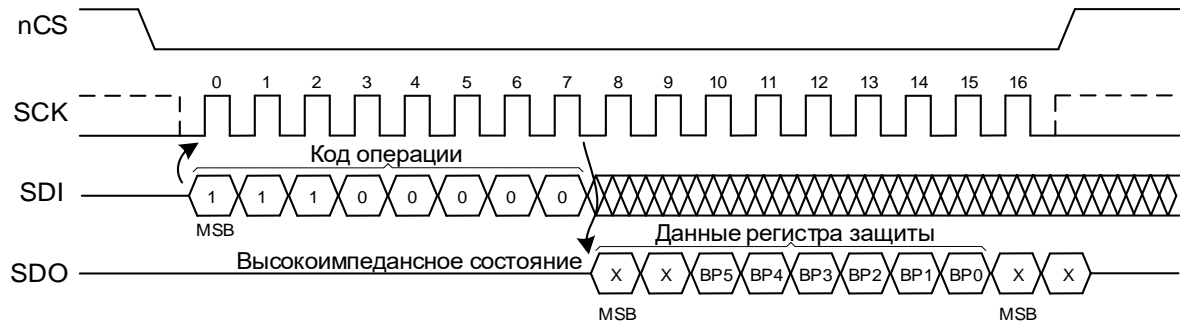 nCS
0 1 2 3 4 5 6 7 8 9 10 11 12 13 14 15 16
SCK
Код операции
SDI 1 1 1 0 0 0 0 0
MSB
Данные регистра защиты
SDO Высокоимпедансное состояние X X BP5 BP4 BP3 BP2 BP1 BP0 X X
MSB MSB